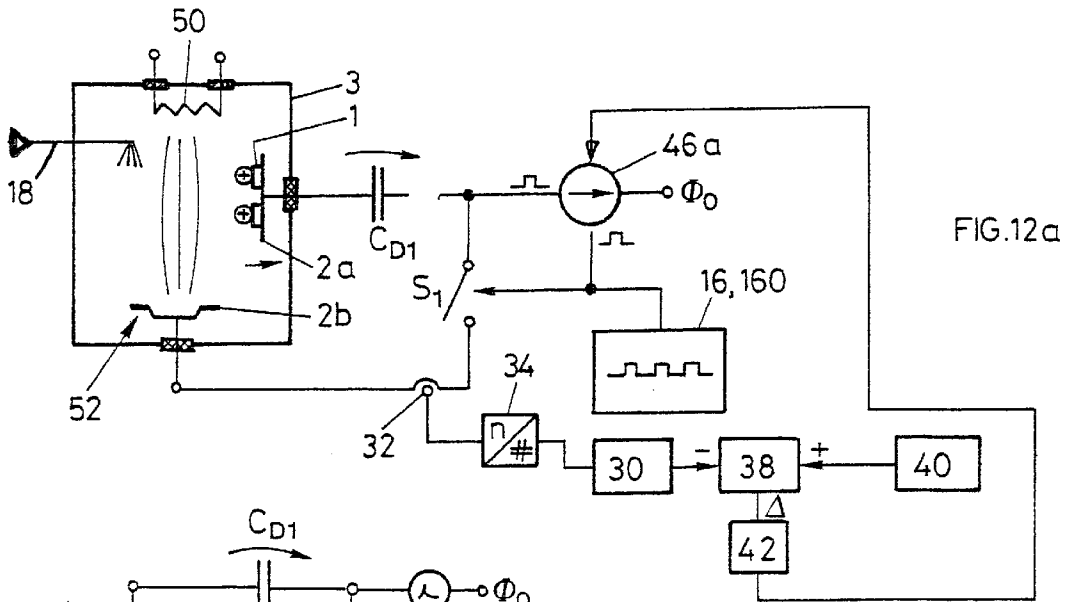 50
3
1
46a
18
Φ₀
FIG.12a
C_D1
2a
S₁
16,160
2b
52
34
n
#
32
30
-
38
+
40
Δ
42
C_D1
Φ₀